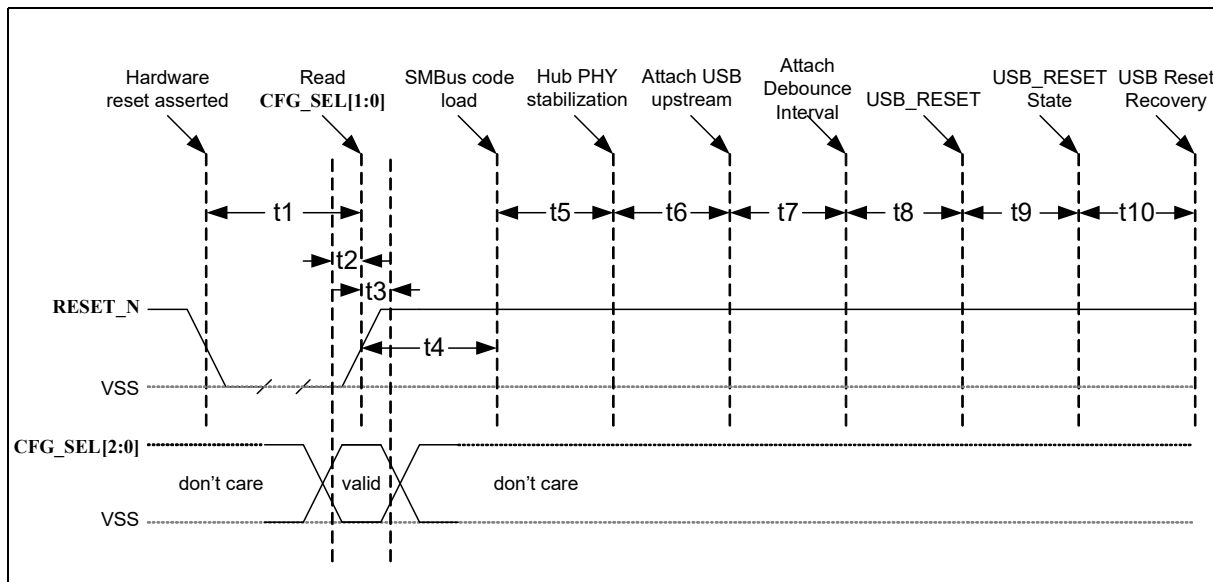 Hardware
reset asserted
Read
CFG_SEL[1:0]
SMBus code
load
Hub PHY
stabilization
Attach USB
upstream
Attach
Debounce
Interval
USB_RESET
USB_RESET
State
USB Reset
Recovery
t1
t5
t6
t7
t8
t9
t10
t2
t3
RESET_N
t4
VSS
CFG_SEL[2:0]
don't care
valid
don't care
VSS